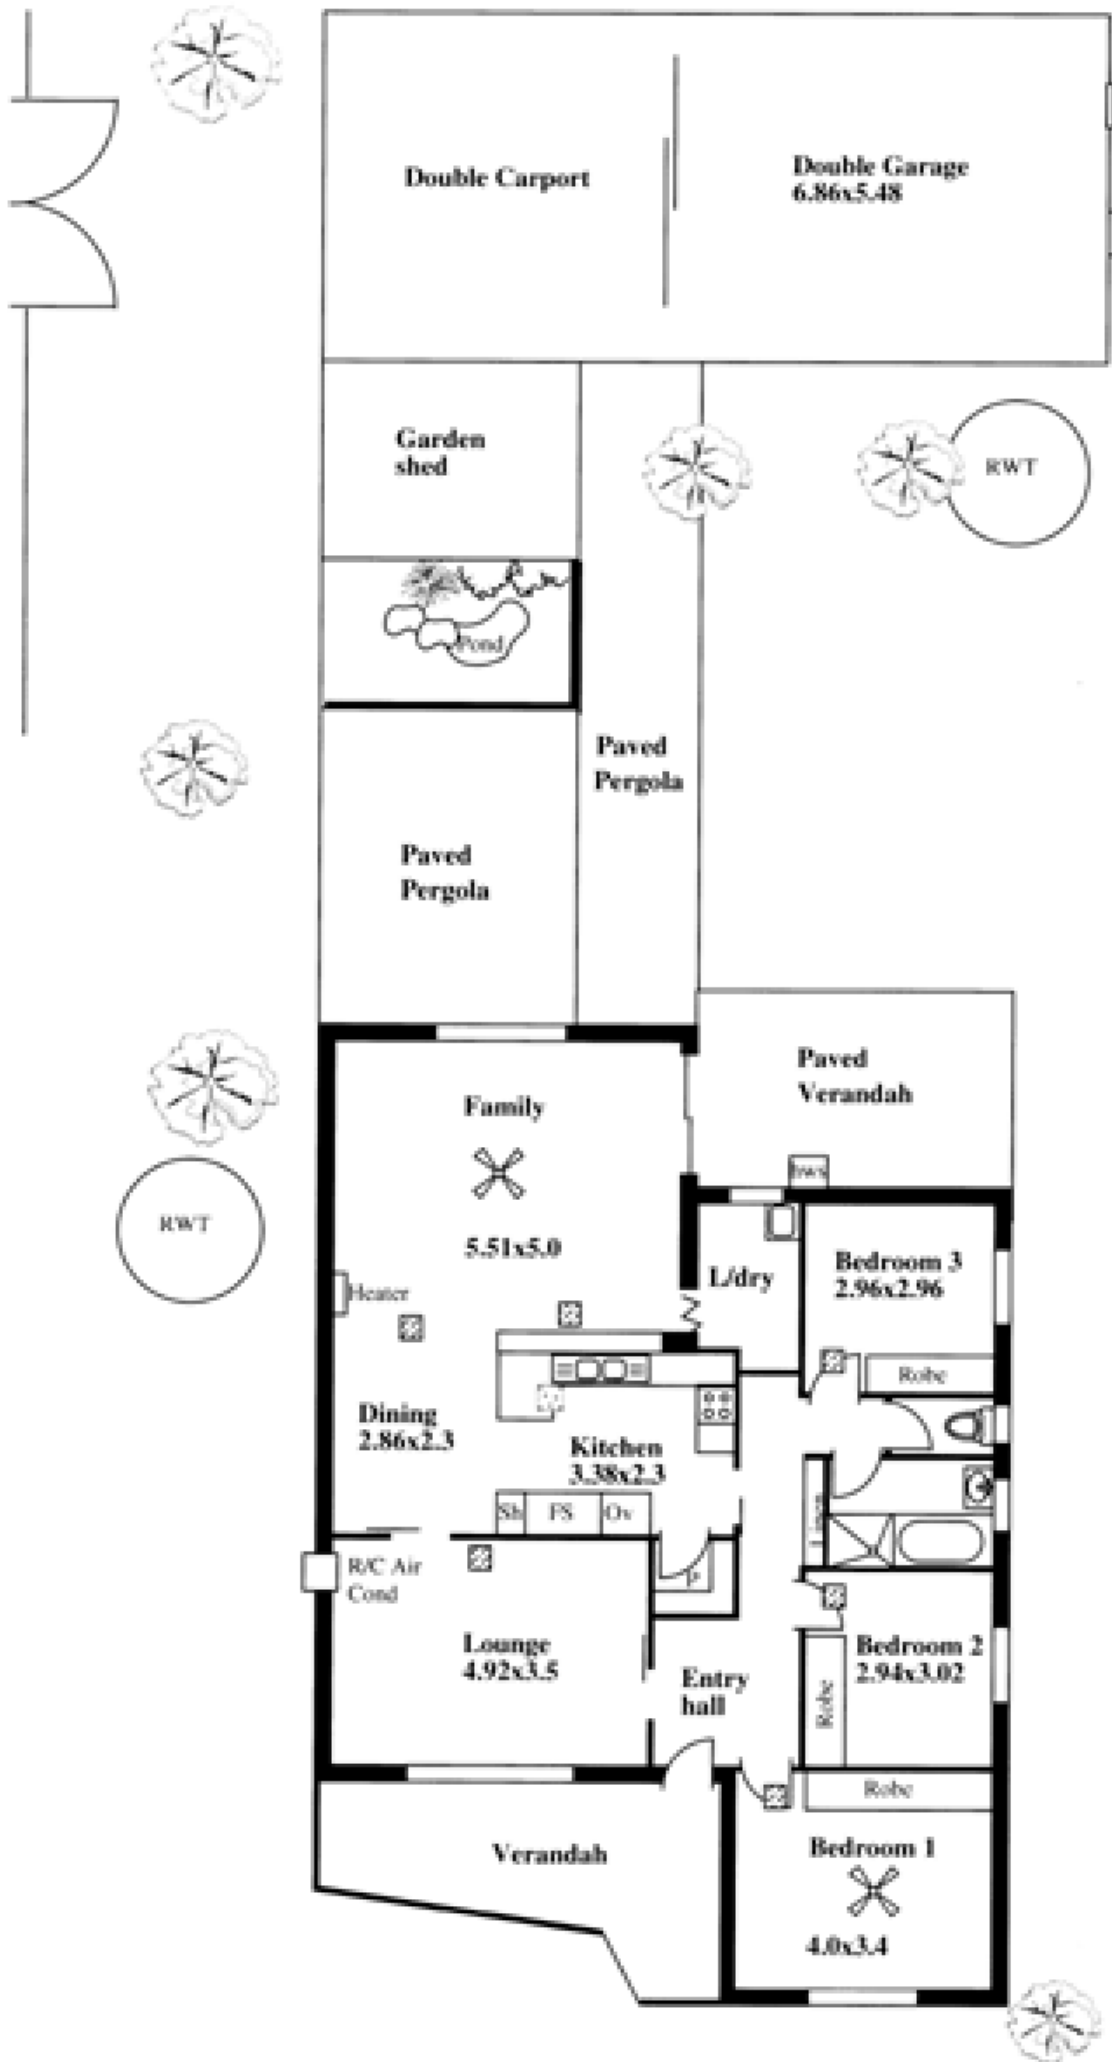 Double Carport
Double Garage
6.86x5.48
Garden
shed
RWT
Pond
Paved
Pergola
Paved
Pergola
Paved
Verandah
Family
hws
RWT
5.51x5.0
L/dry
Bedroom 3
2.96x2.96
Heater
Robe
Dining
2.86x2.3
Kitchen
3.38x2.3
Sh
FS
Ov
Linen
R/C Air
Cond
P
Lounge
4.92x3.5
Entry
hall
Bedroom 2
2.94x3.02
Robe
Robe
Verandah
Bedroom 1
4.0x3.4